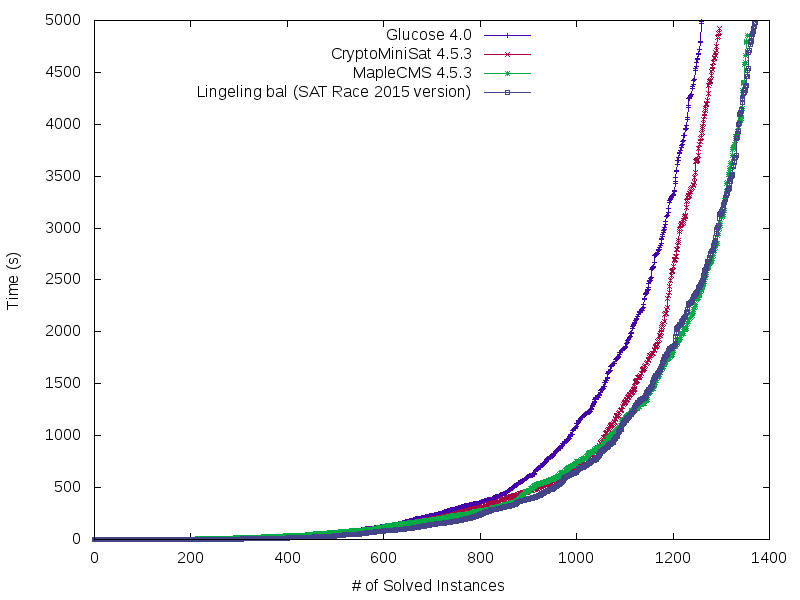 5000
4500
4000
3500
3000
2500
2000
1500
1000
500
0
Time (s)
Glucose 4.0
CryptoMiniSat 4.5.3
MapleCMS 4.5.3
Lingeling bal (SAT Race 2015 version)
0 200 400 600 800 1000 1200 1400
# of Solved Instances